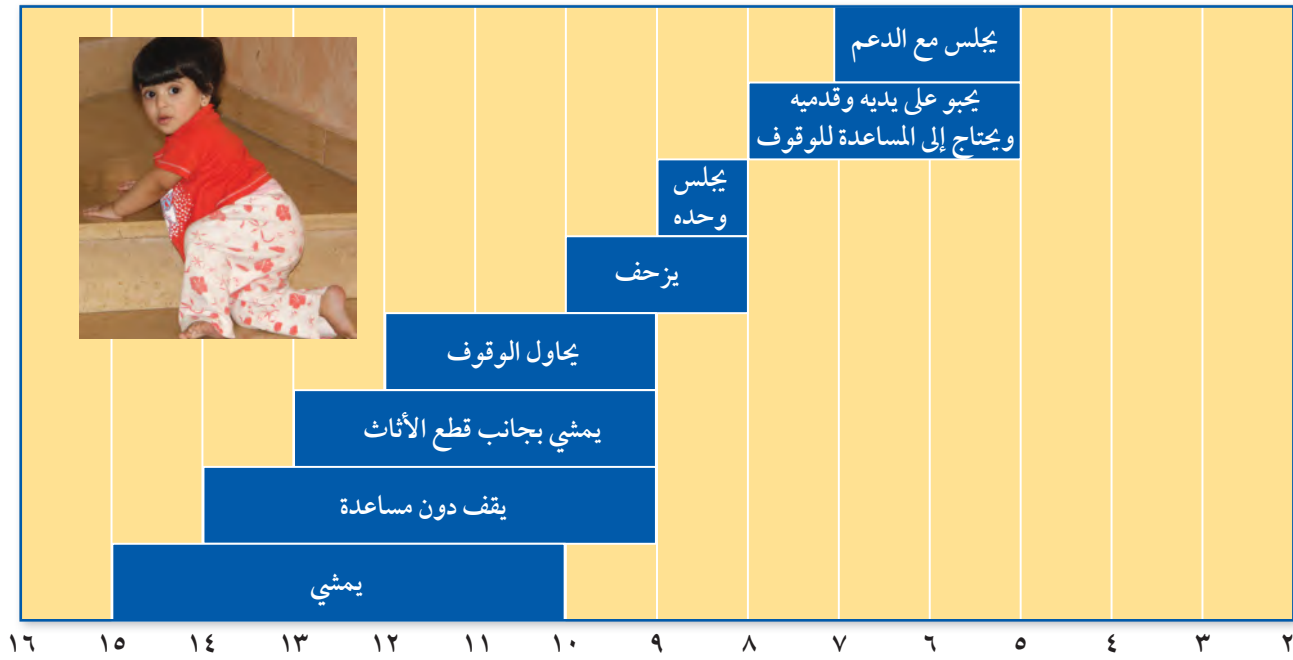 يجلس مع الدعم
يحبو على يديه وقدميه
ويحتاج إلى المساعدة للوقوف
يجلس
وحده
يزحف
يحاول الوقوف
يمشي بجانب قطع الأثاث
يقف دون مساعدة
يمشي
٢ ٣ ٤ ٥ ٦ ٧ ٨ ٩ ١٠ ١١ ١٢ ١٣ ١٤ ١٥ ١٦